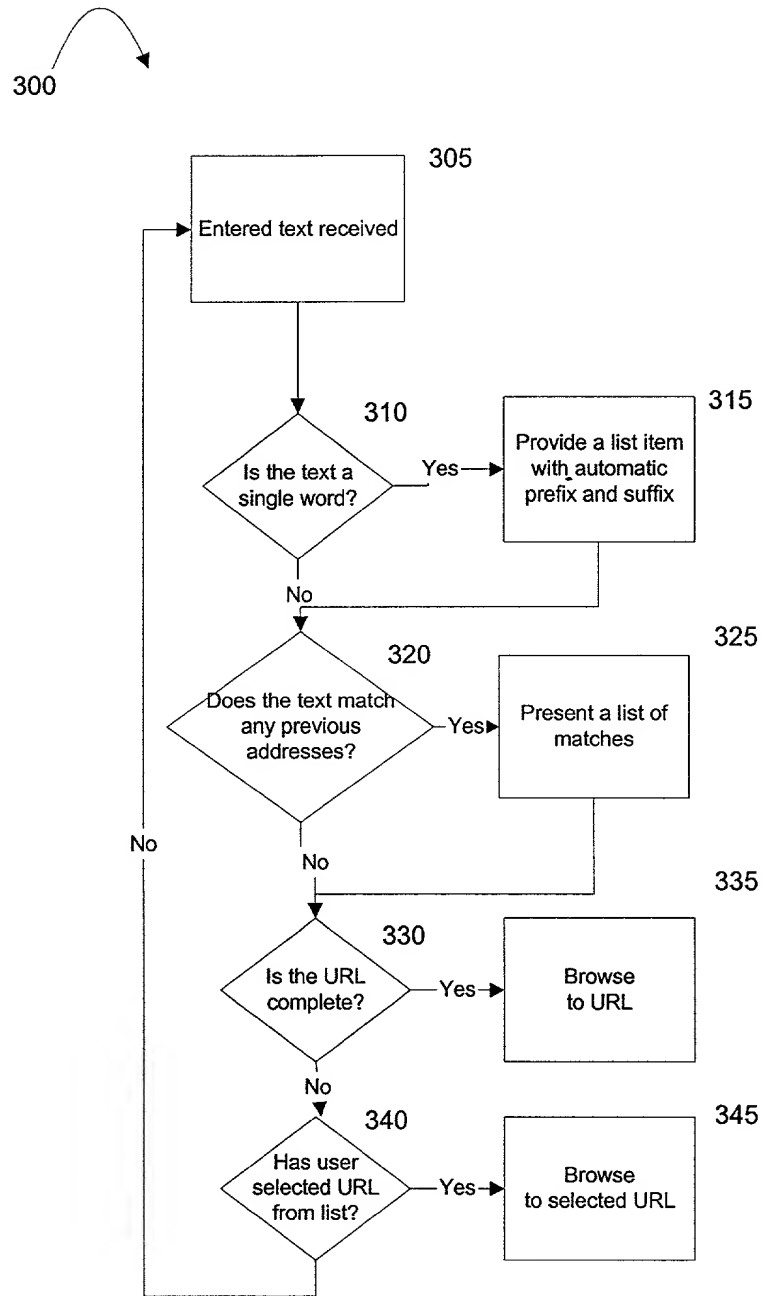 300
305
Entered text received
310
Is the text a
single word?
Yes
315
Provide a list item
with automatic
prefix and suffix
No
320
Does the text match
any previous
addresses?
Yes
325
Present a list of
matches
No
No
330
Is the URL
complete?
Yes
335
Browse
to URL
No
340
Has user
selected URL
from list?
Yes
345
Browse
to selected URL